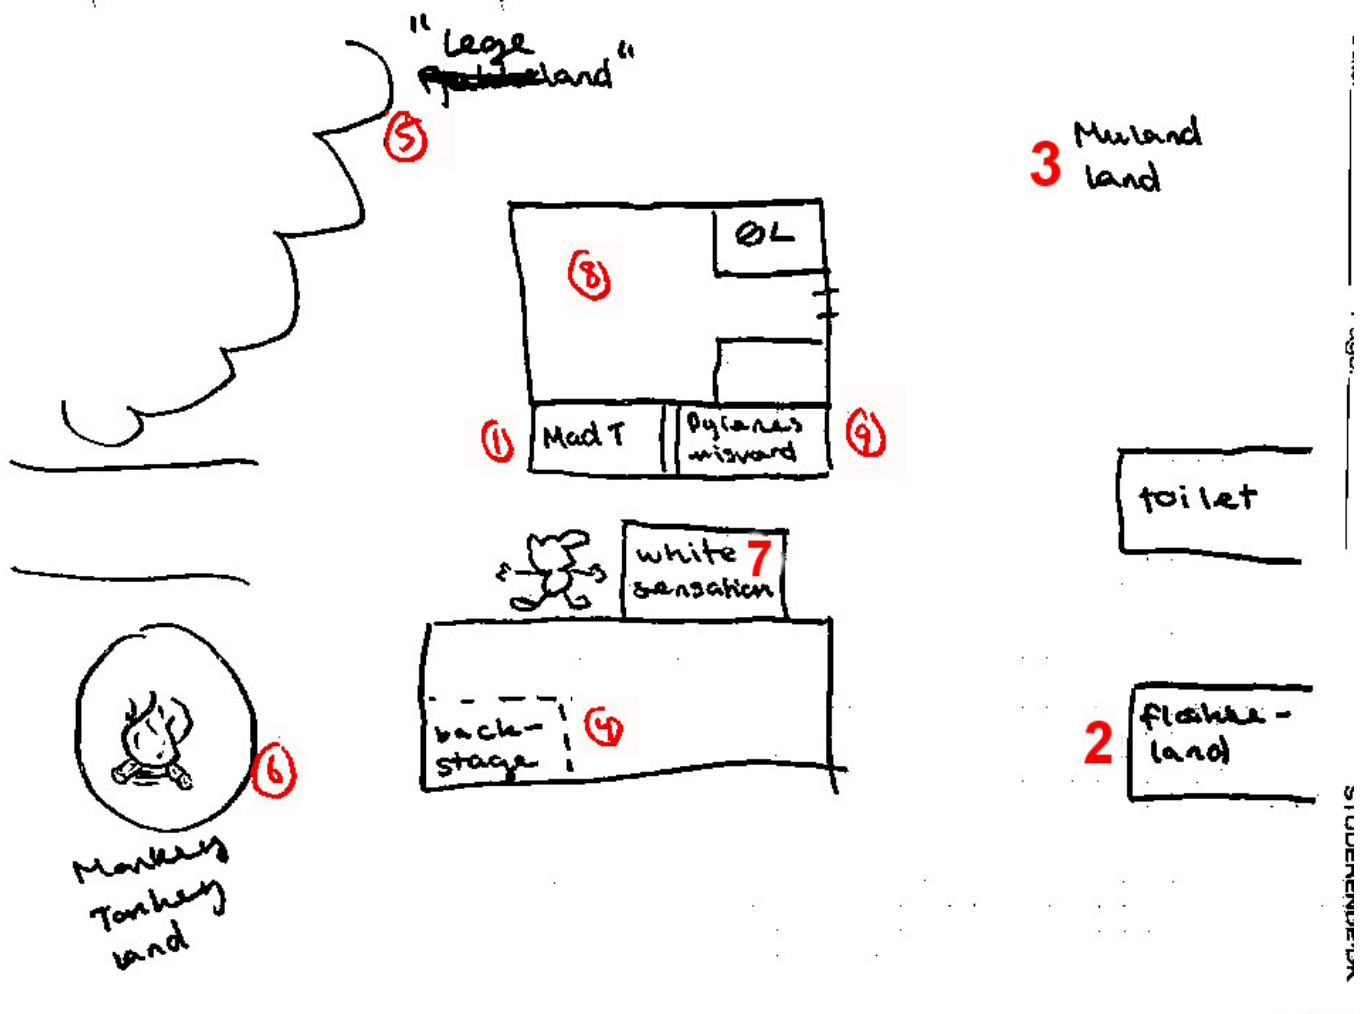 "Lege
land"
5
3
Muland
land
ØL
8
1
Mad T
9
toilet
white 7
sensation
6
back-
stage
4
2
land
Monkey
Tonkey
land
STUDERENDE.DK